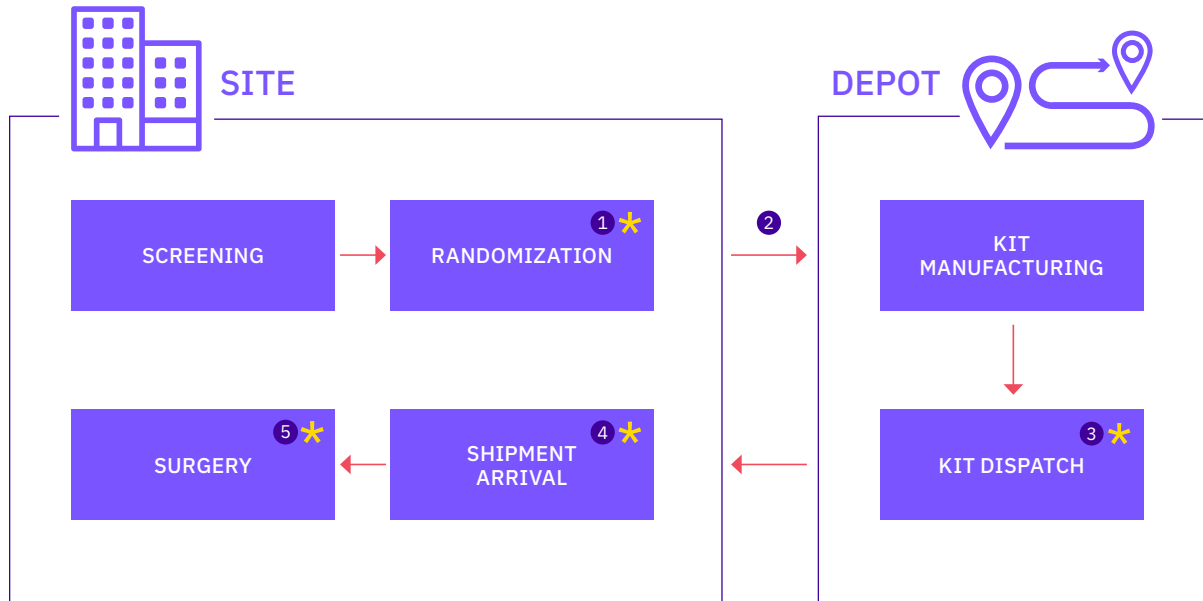 SITE
DEPOT
SCREENING
1 *
RANDOMIZATION
2
KIT
MANUFACTURING
5 *
SURGERY
4 *
SHIPMENT
ARRIVAL
3 *
KIT DISPATCH